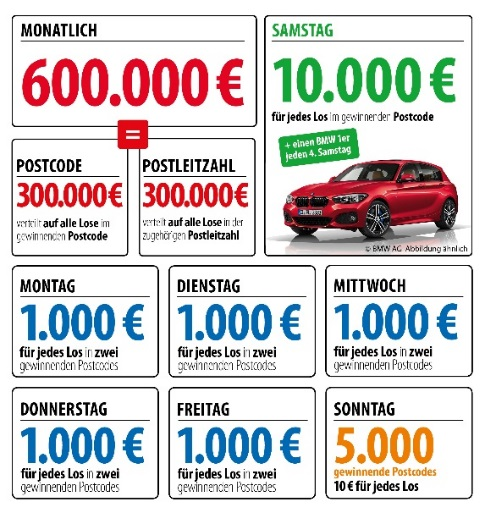 MONATLICH
600.000 €
=
POSTCODE
300.000€
verteilt auf alle Lose im
gewinnenden Postcode
POSTLEITZAHL
300.000€
verteilt auf alle Lose in der
zugehörigen Postleitzahl
SAMSTAG
10.000 €
für jedes Los im gewinnender Postcode
+ einen BMW 1er
jeden 4. Samstag
© BMW AG Abbildung ähnlich
MONTAG
1.000 €
für jedes Los in zwei
gewinnenden Postcodes
DIENSTAG
1.000 €
für jedes Los in zwei
gewinnenden Postcodes
MITTWOCH
1.000 €
für jedes Los in zwei
gewinnenden Postcodes
DONNERSTAG
1.000 €
für jedes Los in zwei
gewinnenden Postcodes
FREITAG
1.000 €
für jedes Los in zwei
gewinnenden Postcodes
SONNTAG
5.000
gewinnende Postcodes
10 € für jedes Los